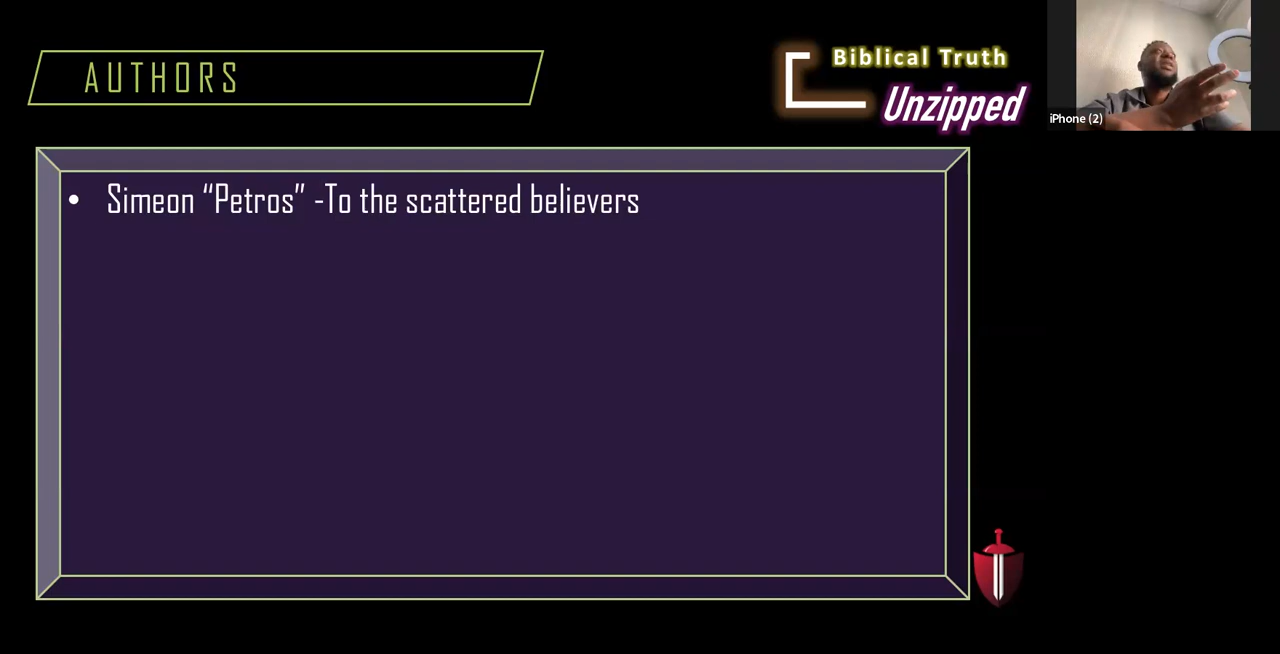 AUTHORS
Biblical Truth
Unzipped
iPhone (2)
• Simeon “Petros” -To the scattered believers